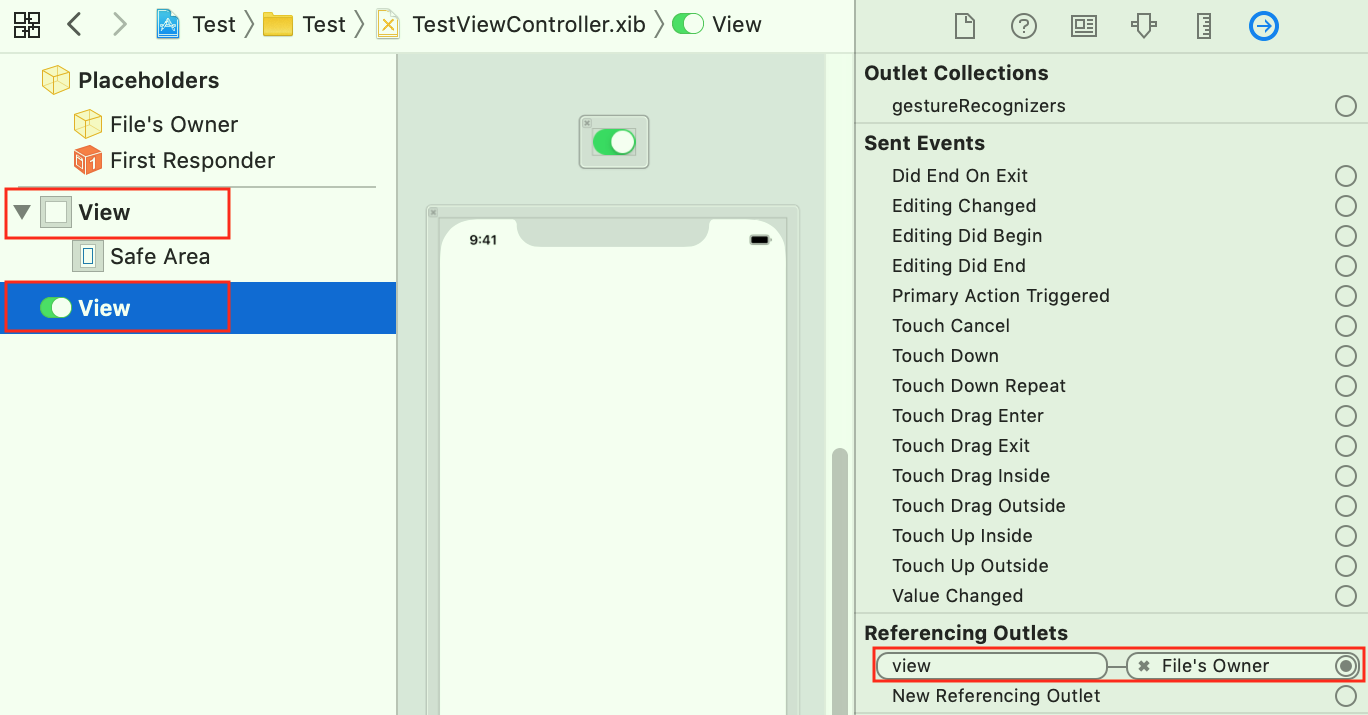 Test Test TestViewController.xib View
Placeholders
File's Owner
1 First Responder
View
Safe Area
View
9:41
Outlet Collections
gestureRecognizers
Sent Events
Did End On Exit
Editing Changed
Editing Did Begin
Editing Did End
Primary Action Triggered
Touch Cancel
Touch Down
Touch Down Repeat
Touch Drag Enter
Touch Drag Exit
Touch Drag Inside
Touch Drag Outside
Touch Up Inside
Touch Up Outside
Value Changed
Referencing Outlets
view File's Owner
New Referencing Outlet